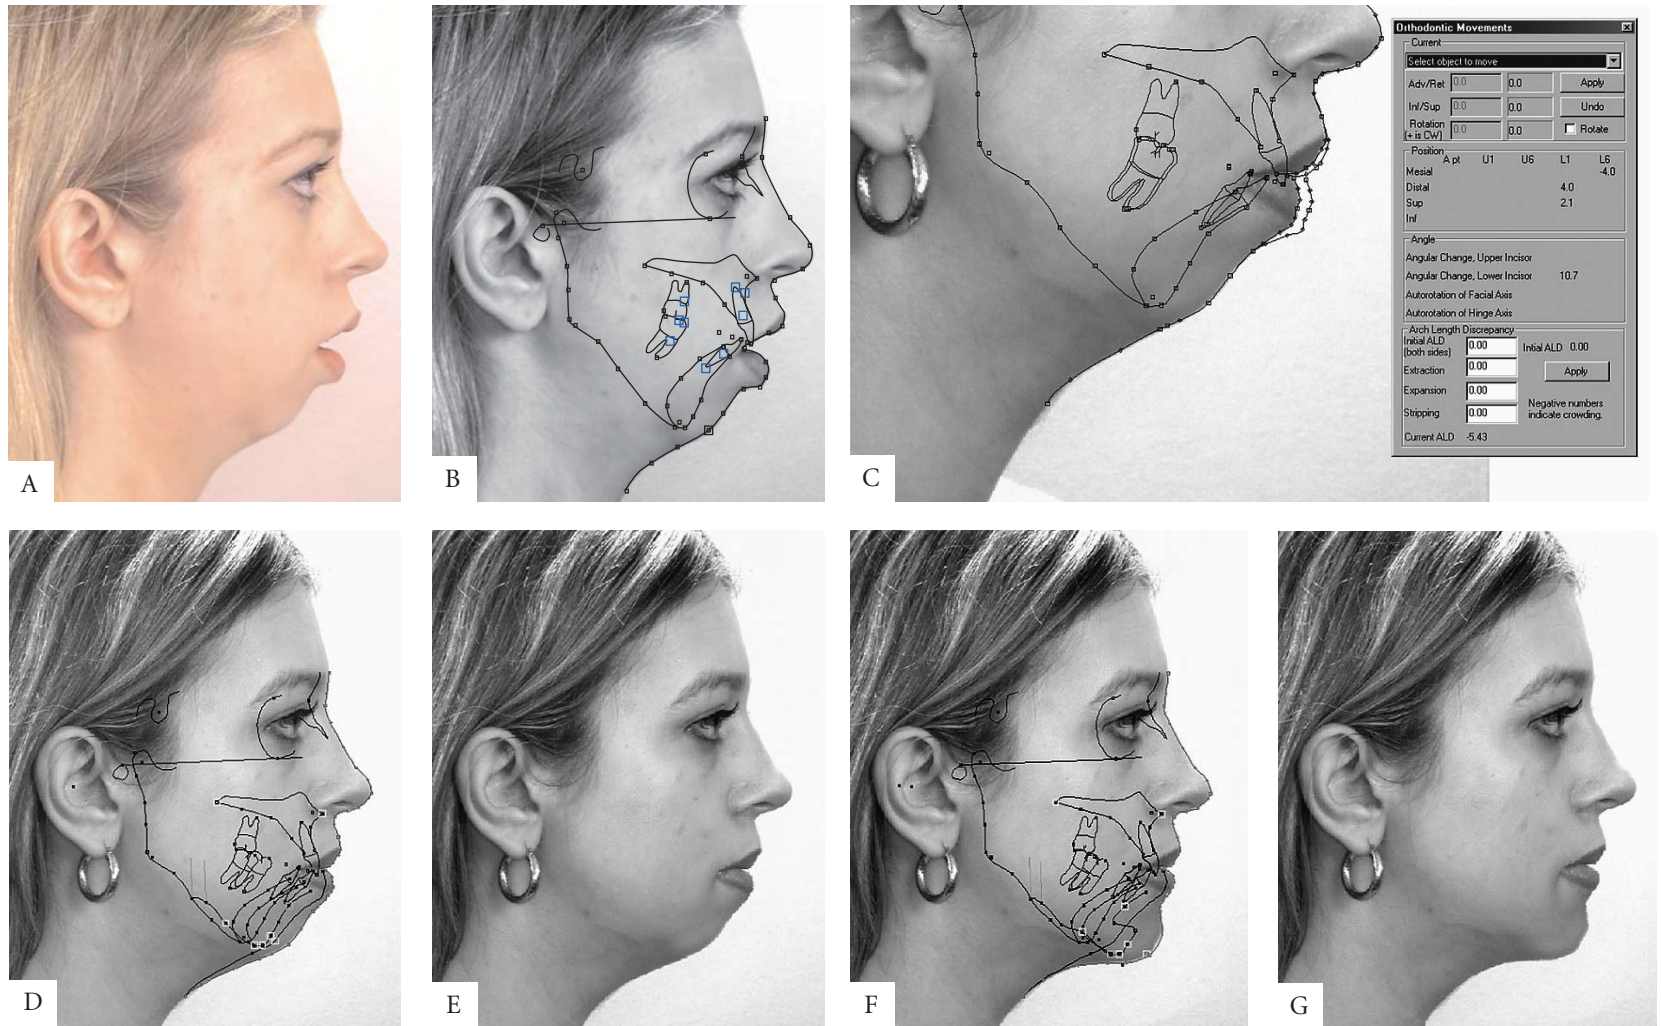 A
B
C
Orthodontic Movements
Current
Select object to move
Adv/Ret 0.0 0.0 Apply
Inf/Sup 0.0 0.0 Undo
Rotation
(+ is CW) 0.0 0.0 Rotate
Position
A pt U1 U6 L1 L6
Mesial -4.0
Distal 4.0
Sup 2.1
Inf
Angle
Angular Change, Upper Incisor
Angular Change, Lower Incisor 10.7
Autorotation of Facial Axis
Autorotation of Hinge Axis
Arch Length Discrepancy
Initial ALD
(both sides) 0.00 Intial ALD 0.00
Extraction 0.00 Apply
Expansion 0.00
Stripping 0.00 Negative numbers
indicate crowding.
Current ALD -5.43
D
E
F
G